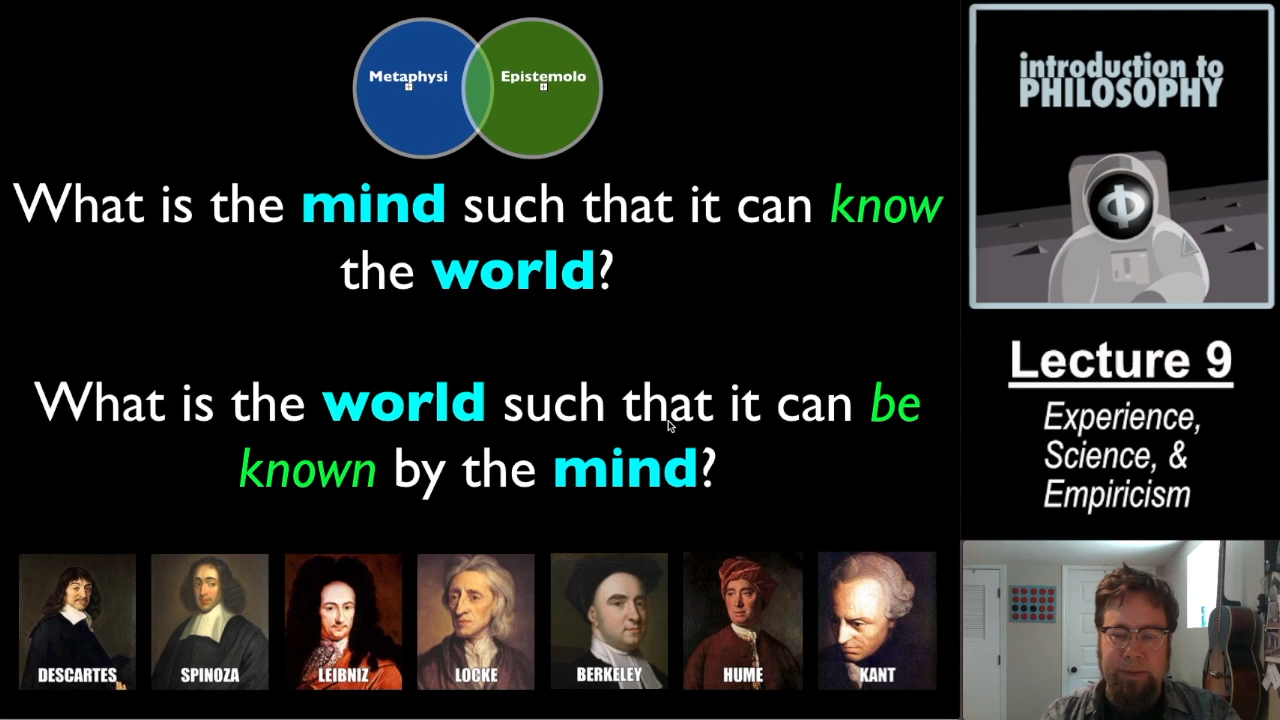 Metaphysi
Epistemolo
What is the mind such that it can know
the world?
What is the world such that it can be
known by the mind?
DESCARTES
SPINOZA
LEIBNIZ
LOCKE
BERKELEY
HUME
KANT
introduction to
PHILOSOPHY
Φ
Lecture 9
Experience,
Science, &
Empiricism